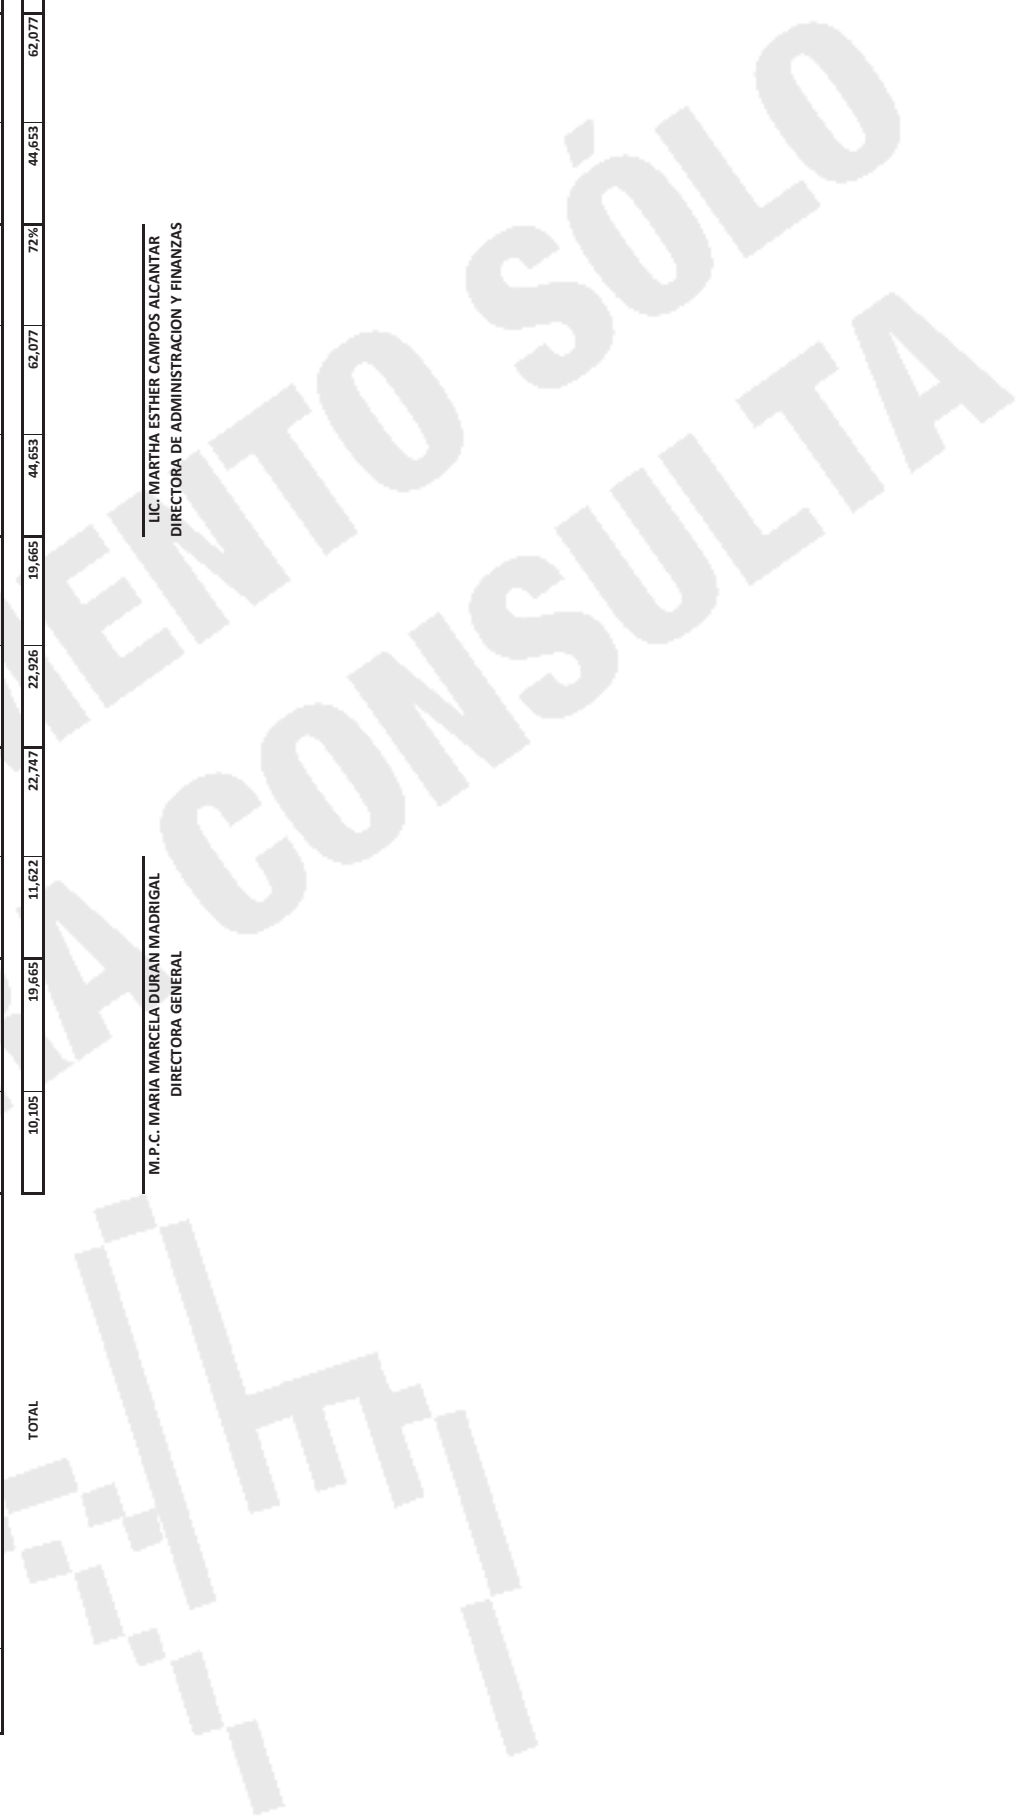 TOTAL 10,105 19,665 11,622 22,747 22,926 19,665 44,653 62,077 72% 44,653 62,077
M.P.C. MARIA MARCELA DURAN MADRIGAL
DIRECTORA GENERAL
LIC. MARTHA ESTHER CAMPOS ALCANTAR
DIRECTORA DE ADMINISTRACION Y FINANZAS
MENTO SÓLO
RA CONSULTA